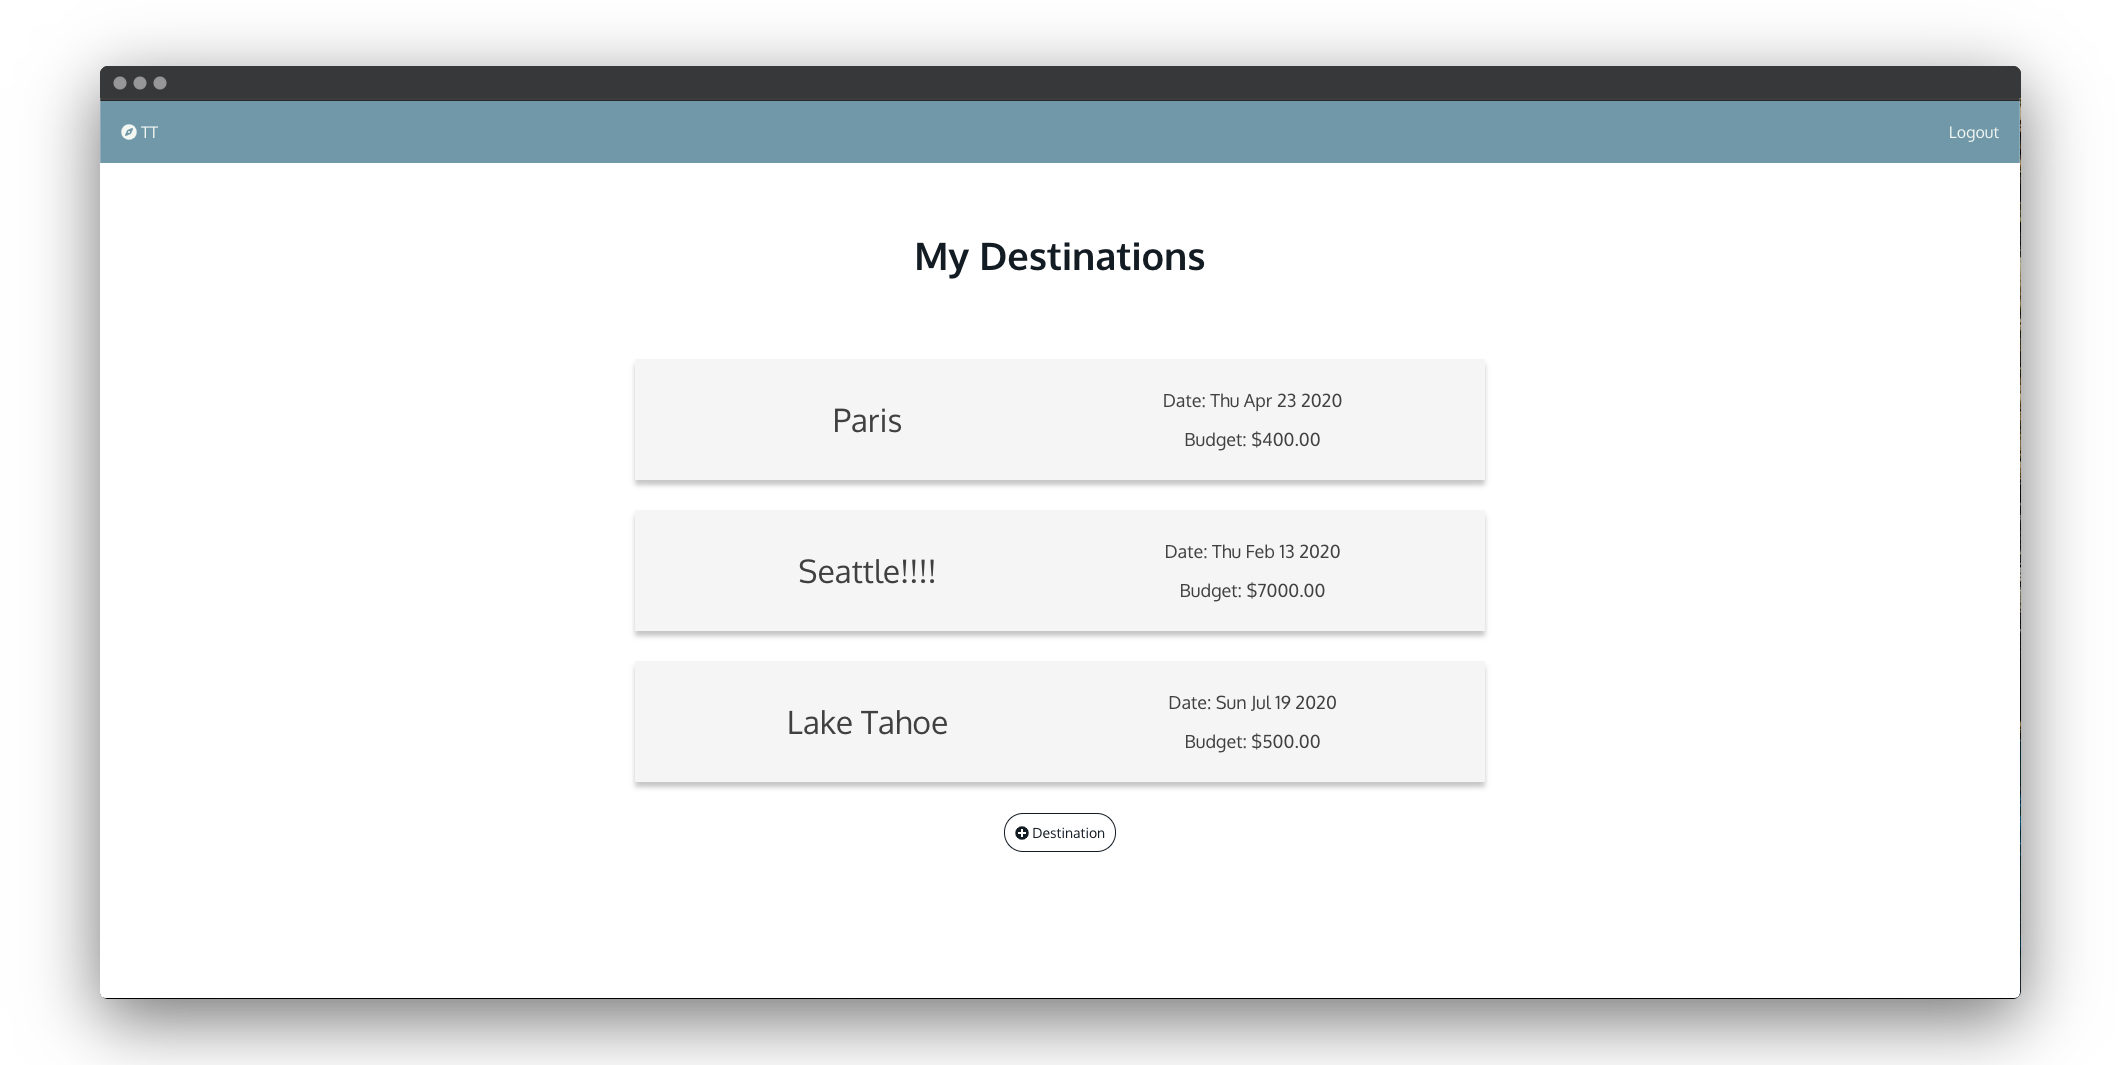 TT
Logout
My Destinations
Paris
Date: Thu Apr 23 2020
Budget: $400.00
Seattle!!!!
Date: Thu Feb 13 2020
Budget: $7000.00
Lake Tahoe
Date: Sun Jul 19 2020
Budget: $500.00
Destination